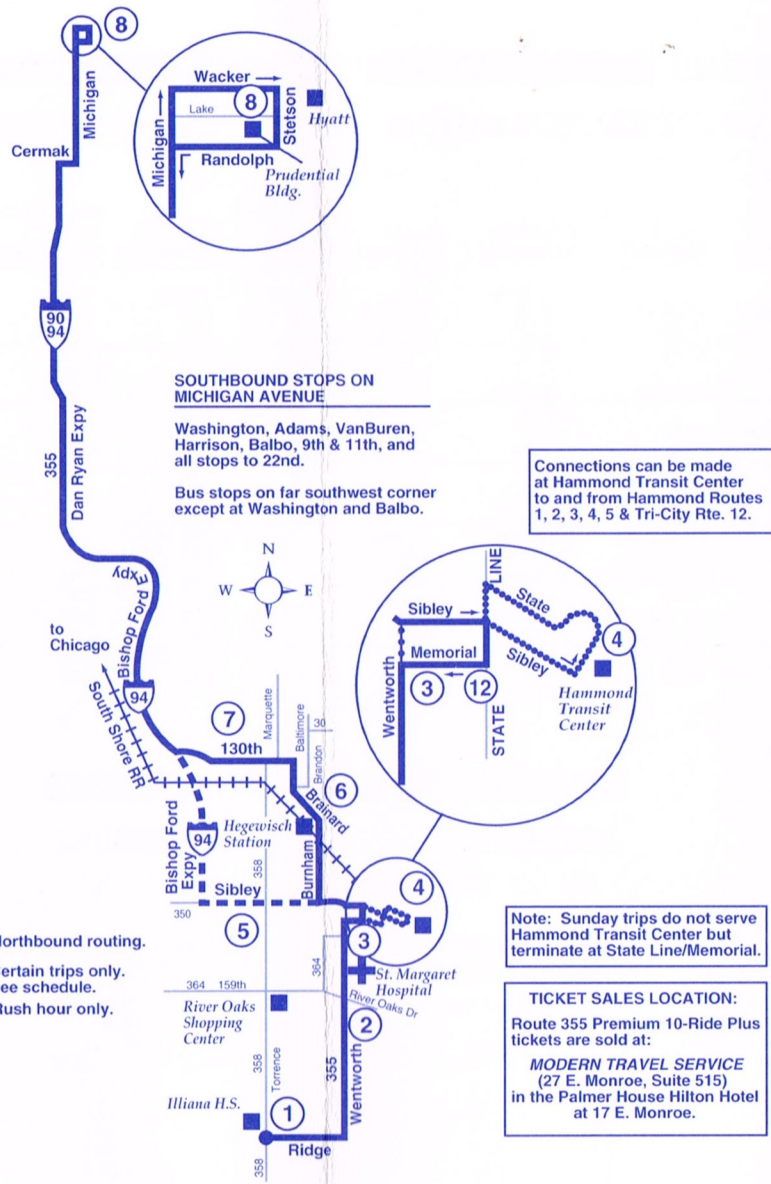 8
Michigan
Cermak
Wacker
Lake
8
Stetson
Hyatt
Michigan
Randolph
Prudential
Bldg.
90
94
355
Dan Ryan Expy
SOUTHBOUND STOPS ON
MICHIGAN AVENUE
Washington, Adams, VanBuren,
Harrison, Balbo, 9th & 11th, and
all stops to 22nd.
Bus stops on far southwest corner
except at Washington and Balbo.
Connections can be made
at Hammond Transit Center
to and from Hammond Routes
1, 2, 3, 4, 5 & Tri-City Rte. 12.
N
W
E
S
Bishop Ford Expy
to
Chicago
94
South Shore RR
LINE
State
Sibley
4
Memorial
Sibley
3
12
Wentworth
STATE
Hammond
Transit
Center
7
130th
Marquette
Baltimore
30
Brandon
6
Brainard
Hegewisch
Station
94
Bishop Ford
Expy
358
Burnham
Sibley
350
5
4
3
364
St. Margaret
Hospital
364 159th
River Oaks Dr
River Oaks
Shopping
Center
2
358
Torrence
355
Wentworth
Illiana H.S.
1
Ridge
358
orthbound routing.
ertain trips only.
ee schedule.
ush hour only.
Note: Sunday trips do not serve
Hammond Transit Center but
terminate at State Line/Memorial.
TICKET SALES LOCATION:
Route 355 Premium 10-Ride Plus
tickets are sold at:
MODERN TRAVEL SERVICE
(27 E. Monroe, Suite 515)
in the Palmer House Hilton Hotel
at 17 E. Monroe.